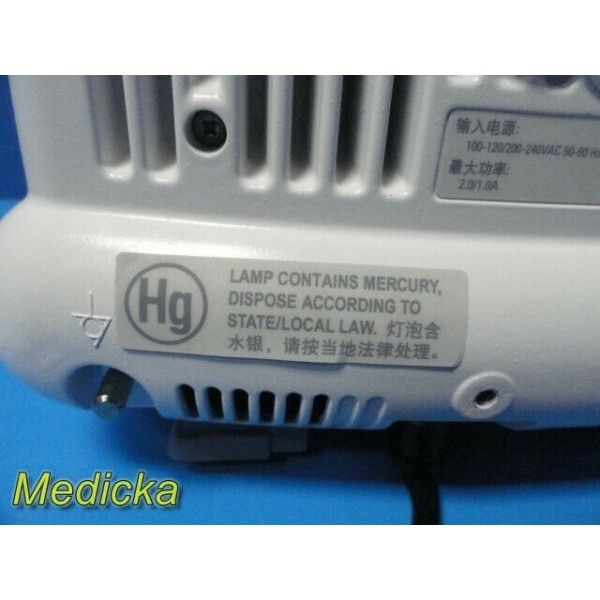 输入电源:
100-120/200-240VAC 50-60 Hz
最大功率:
2.0/1.0A
Hg
LAMP CONTAINS MERCURY,
DISPOSE ACCORDING TO
STATE/LOCAL LAW. 灯泡含
水银，请按当地法律处理。
Medicka